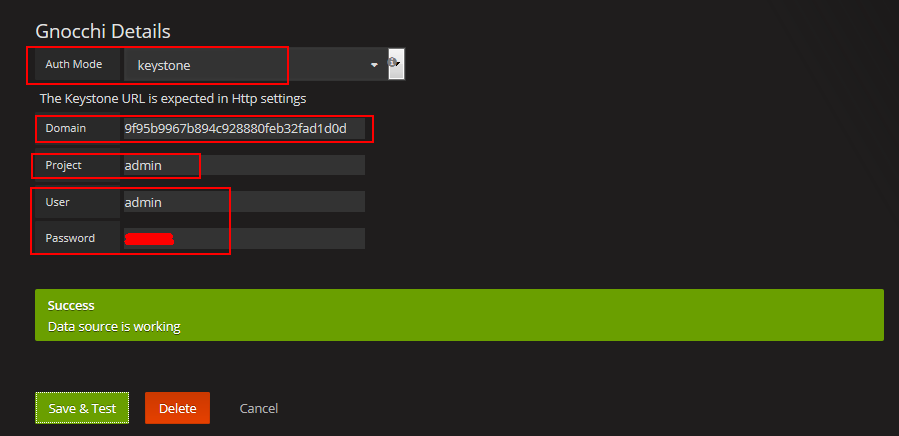 Gnocchi Details
Auth Mode keystone
The Keystone URL is expected in Http settings
Domain 9f95b9967b894c928880feb32fad1d0d
Project admin
User admin
Password
Success
Data source is working
Save & Test Delete Cancel